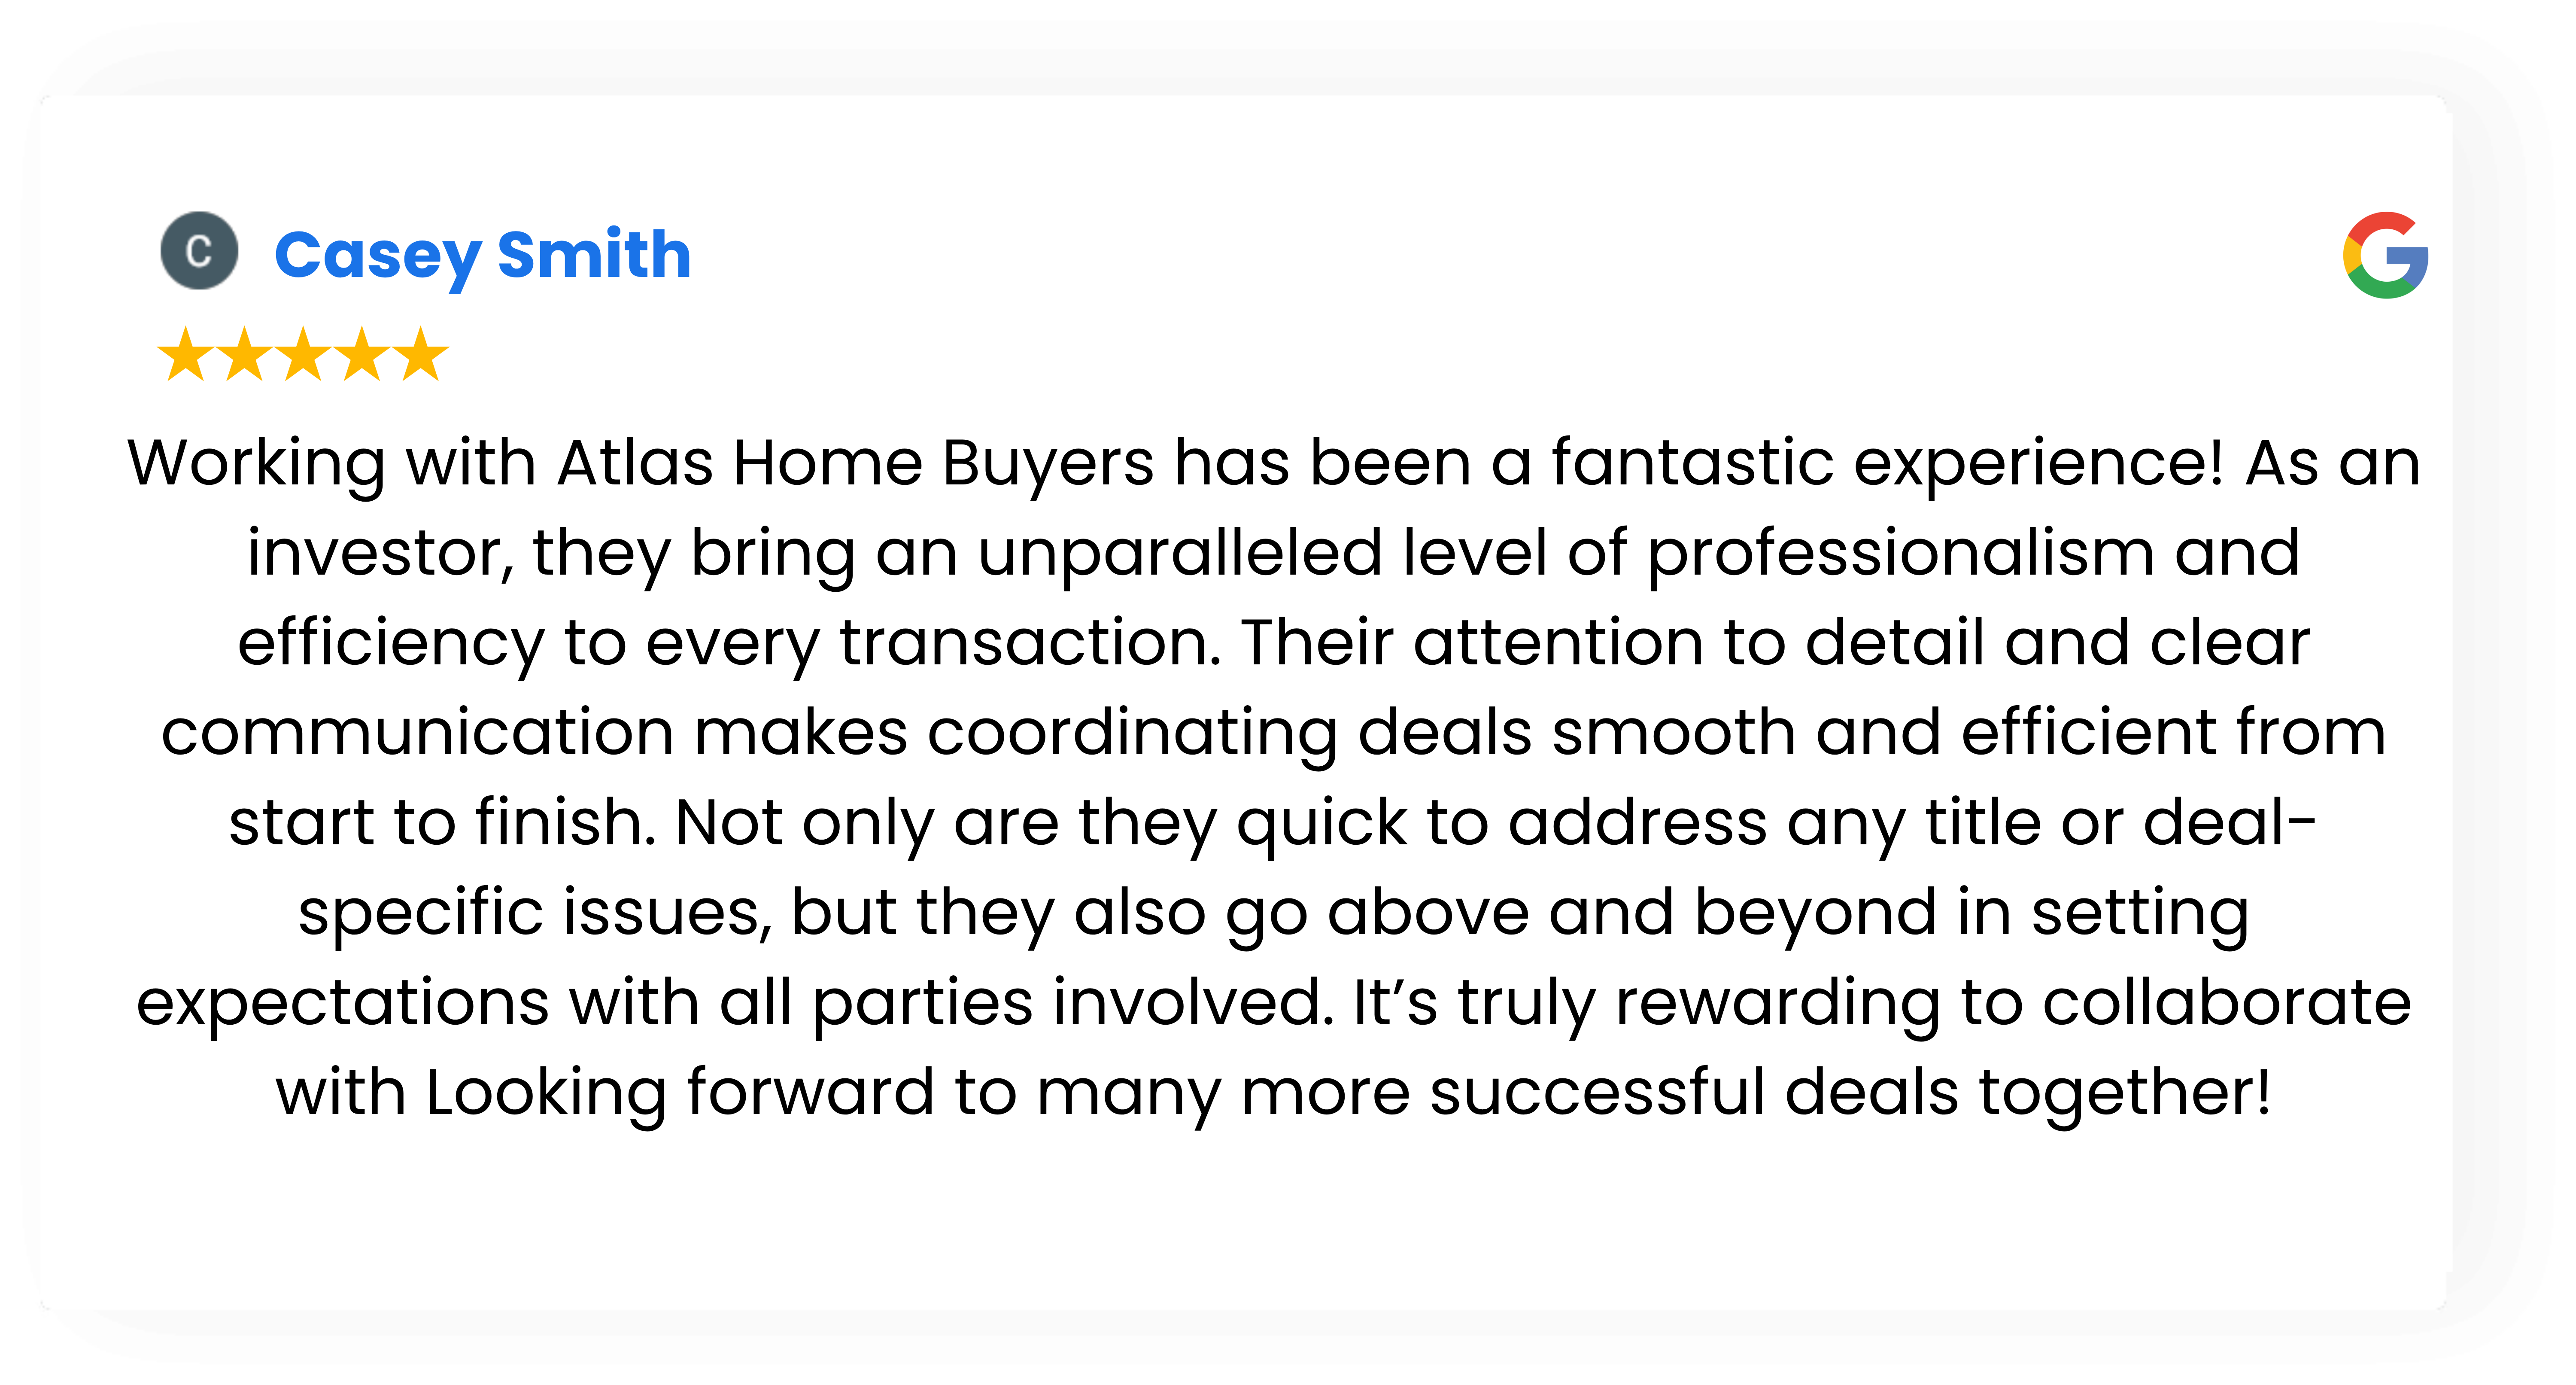 C Casey Smith
Working with Atlas Home Buyers has been a fantastic experience! As an
investor, they bring an unparalleled level of professionalism and
efficiency to every transaction. Their attention to detail and clear
communication makes coordinating deals smooth and efficient from
start to finish. Not only are they quick to address any title or deal-
specific issues, but they also go above and beyond in setting
expectations with all parties involved. It’s truly rewarding to collaborate
with Looking forward to many more successful deals together!